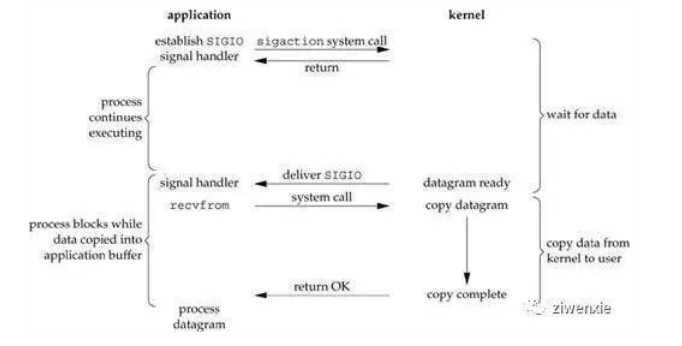 application
kernel
establish SIGIO
signal handler
sigaction system call
return
process
continues
executing
wait for data
signal handler
deliver SIGIO
datagram ready
recvfrom
system call
copy datagram
process blocks while
data copied into
application buffer
copy data from
kernel to user
return OK
copy complete
process
datagram
ziwenxie